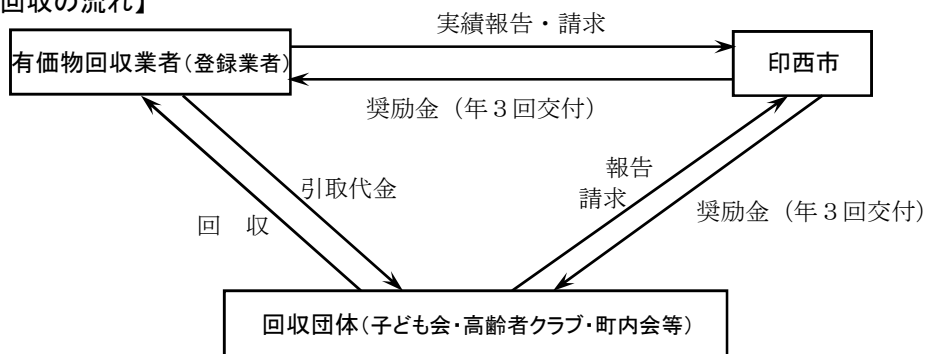 回収の流れ】
実績報告・請求
有価物回収業者（登録業者）
印西市
奨励金（年３回交付）
報告
引取代金
請求
奨励金（年３回交付）
回　収
回収団体（子ども会・高齢者クラブ・町内会等）